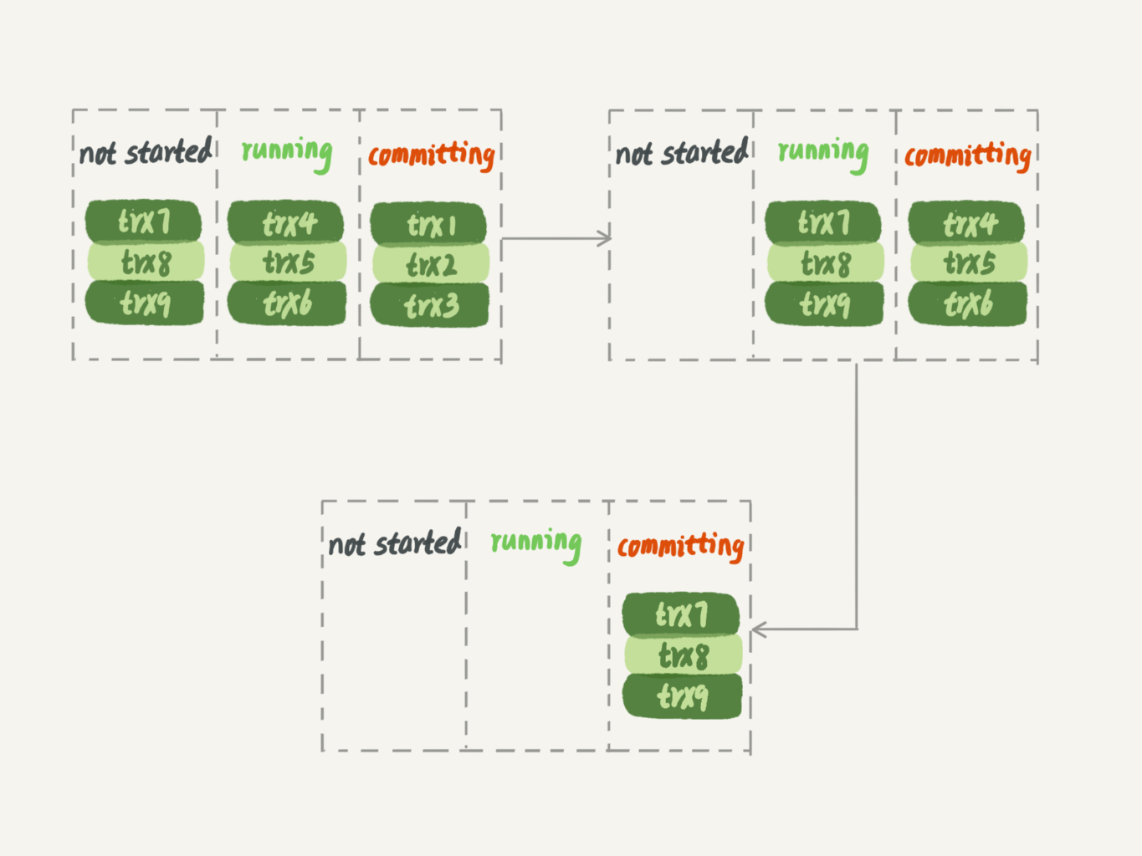 not started running committing
trx7 trx4 trx1
trx8 trx5 trx2
trx9 trx6 trx3
not started running committing
trx7 trx4
trx8 trx5
trx9 trx6
not started running committing
trx7
trx8
trx9